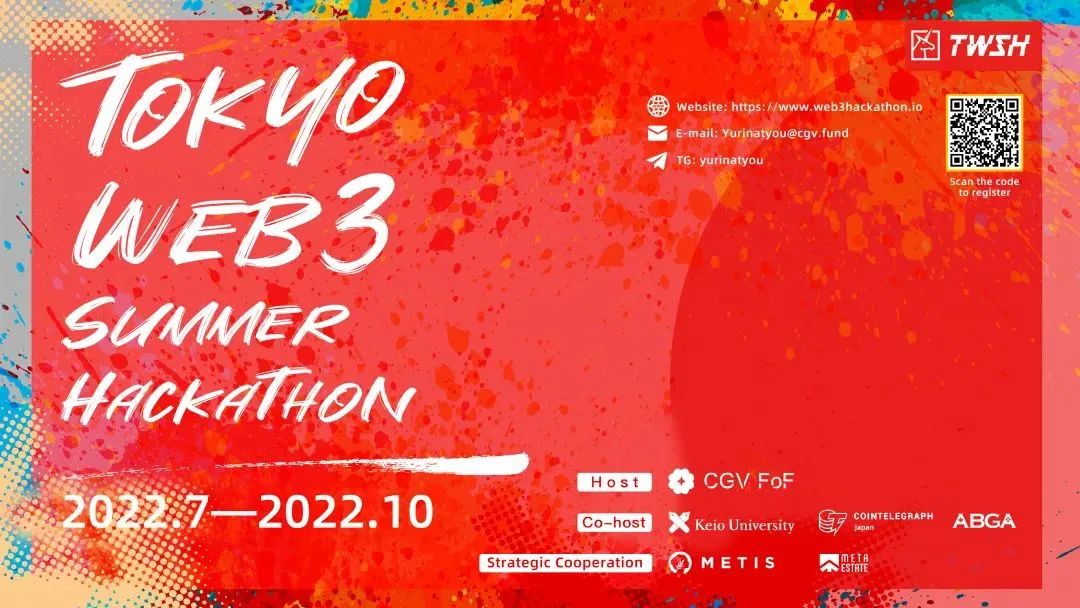 TOKYO
WEB3
SUMMER
HACKATHON
2022.7—2022.10
TWSH
Website: https://www.web3hackathon.io
E-mail: Yurinatyou@cgv.fund
TG: yurinatyou
Scan the code
to register
Host CGV FoF
Co-host Keio University COINTELEGRAPH Japan ABGA
Strategic Cooperation METIS META ESTATE